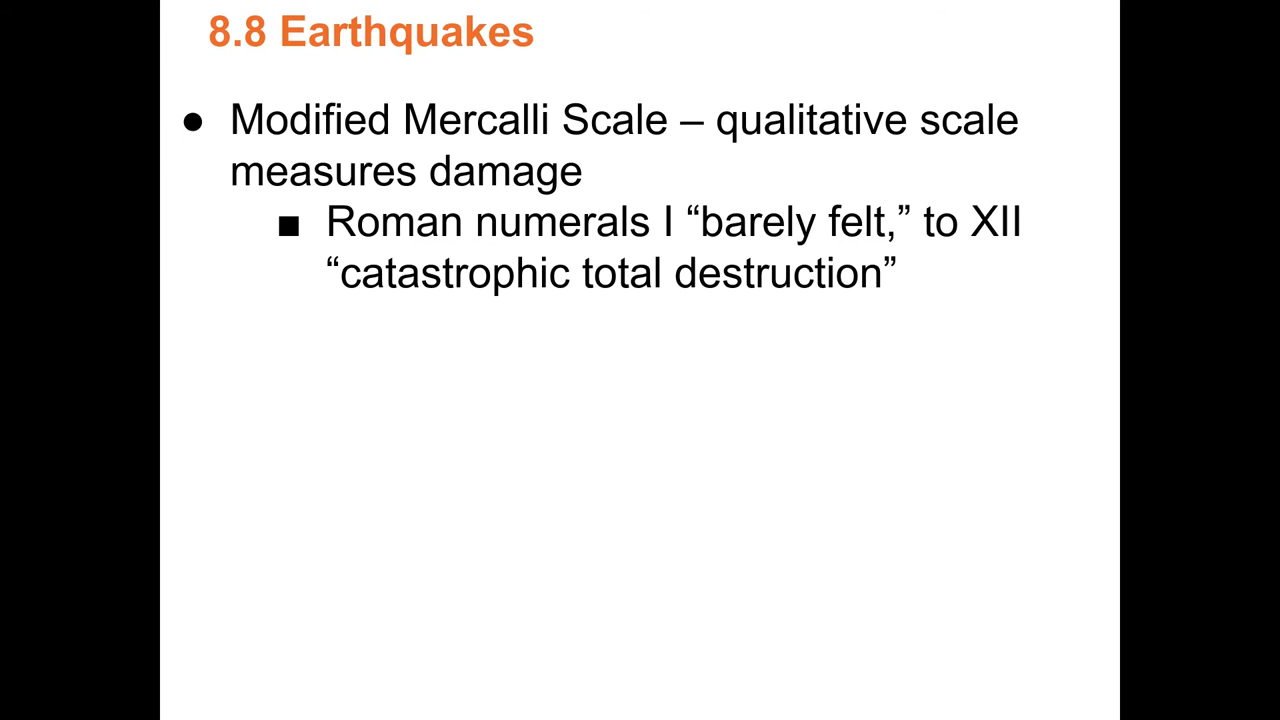 8.8 Earthquakes
● Modified Mercalli Scale – qualitative scale
measures damage
■ Roman numerals I “barely felt,” to XII
“catastrophic total destruction”